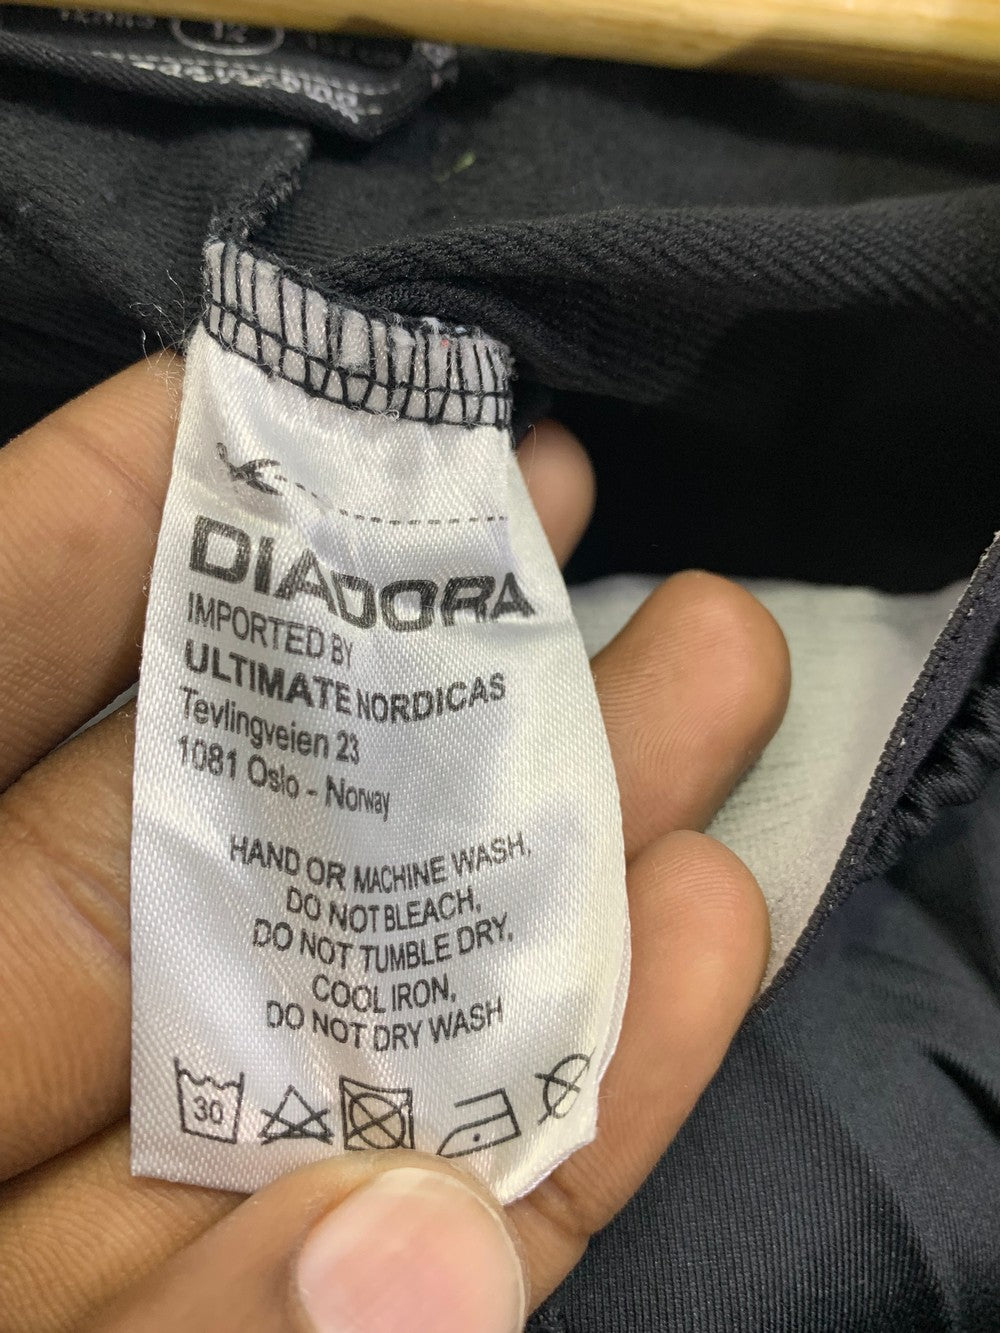 12
DIADORA
IMPORTED BY
ULTIMATE NORDICAS
Tevlingveien 23
1081 Oslo - Norway
HAND OR MACHINE WASH,
DO NOT BLEACH,
DO NOT TUMBLE DRY,
COOL IRON,
DO NOT DRY WASH
30